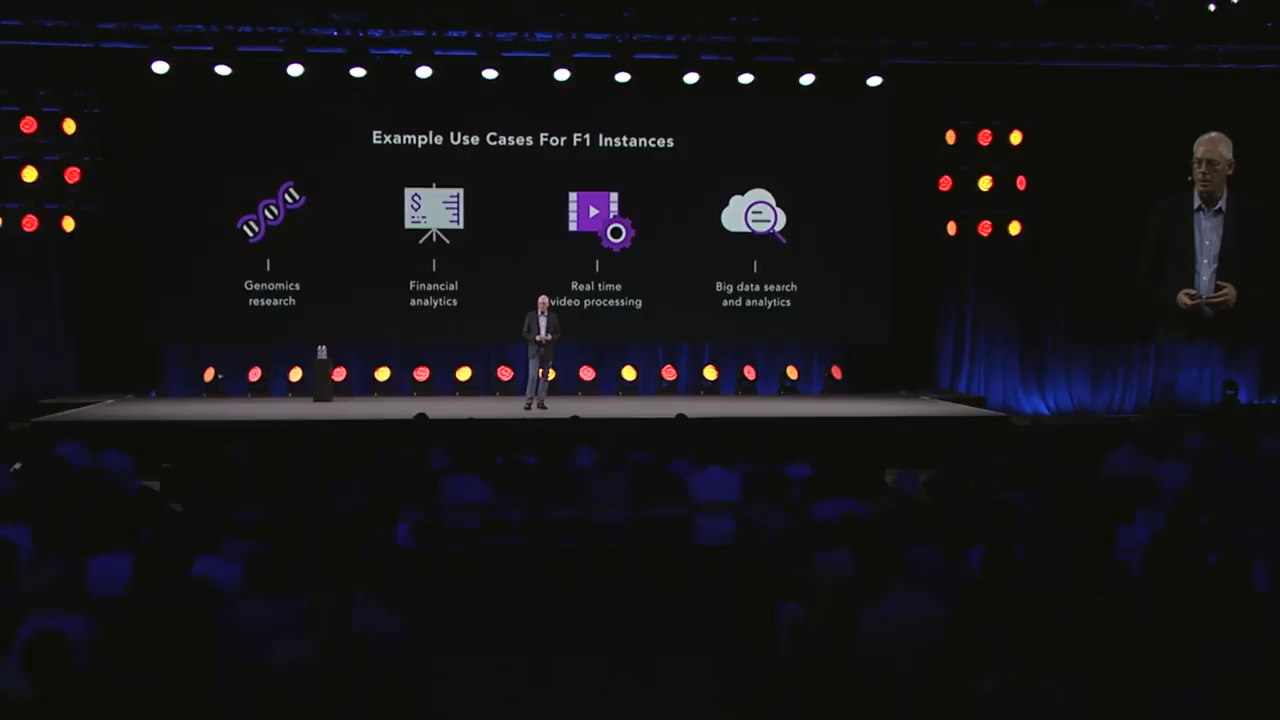 Example Use Cases For F1 Instances
$
Genomics
research
Financial
analytics
Real time
video processing
Big data search
and analytics